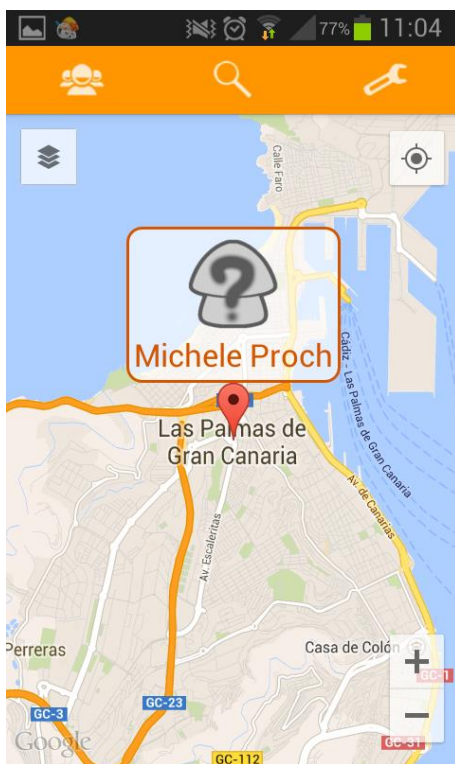 77% 11:04
Calle Faro
Michele Proch
Cádiz - Las Palmas de Gran Canaria
Las Palmas de
Gran Canaria
Av. de Canarias
Av. Escaleritas
Perreras
Casa de Colón
+
GC-1
GC-23
GC-3
−
Google
GC-31
GC-112